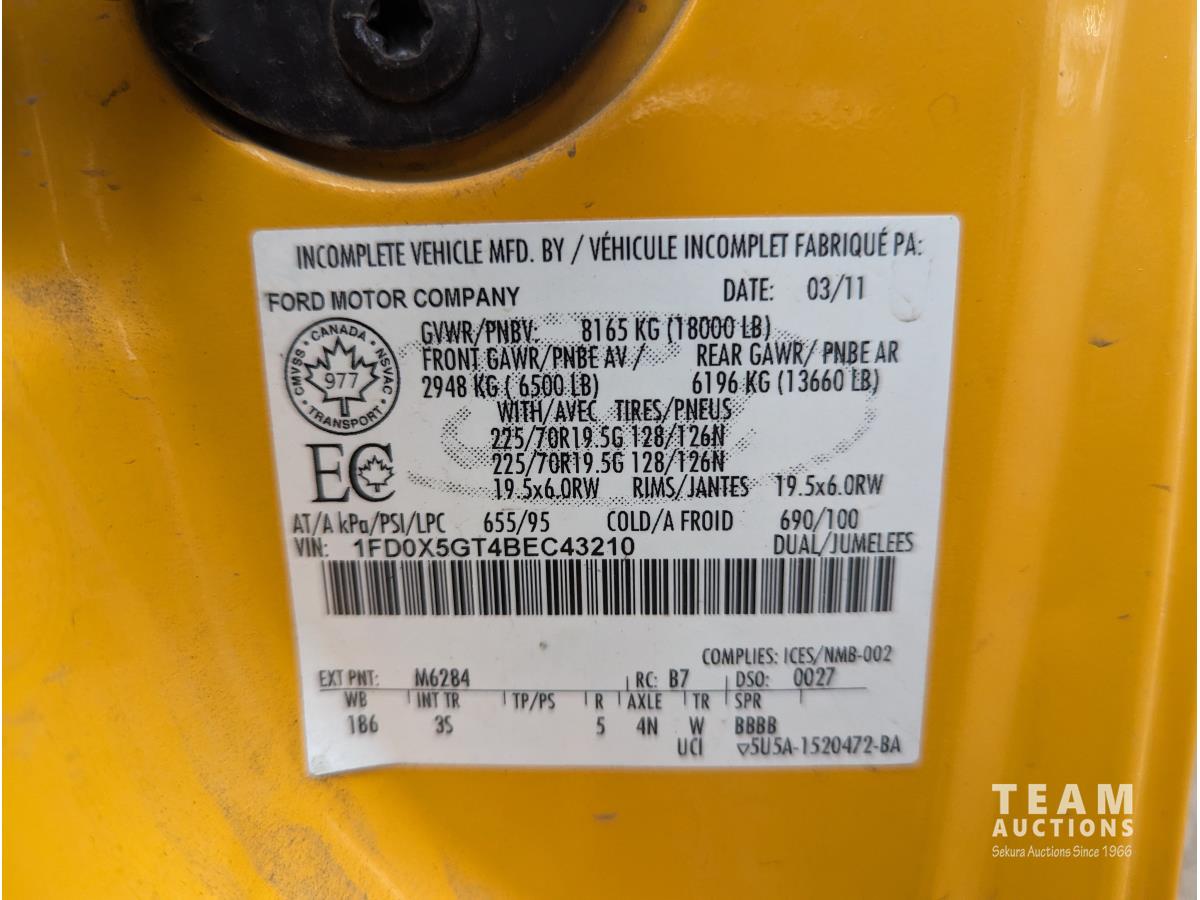 INCOMPLETE VEHICLE MFD. BY / VÉHICULE INCOMPLET FABRIQUÉ PA:
FORD MOTOR COMPANY DATE: 03/11
CANADA
CMVSS NSVAC
977
TRANSPORT
GVWR/PNBV: 8165 KG (18000 LB)
FRONT GAWR/PNBE AV / REAR GAWR/ PNBE AR
2948 KG ( 6500 LB) 6196 KG (13660 LB)
WITH/AVEC TIRES/PNEUS
225/70R19.5G 128/126N
225/70R19.5G 128/126N
EC
19.5x6.0RW RIMS/JANTES 19.5x6.0RW
AT/A kPa/PSI/LPC 655/95 COLD/A FROID 690/100
VIN: 1FD0X5GT4BEC43210 DUAL/JUMELEES
COMPLIES: ICES/NMB-002
EXT PNT: M6284 RC: B7 DSO: 0027
WB INT TR TP/PS R AXLE TR SPR
186 3S 5 4N W BBBB
UCI ▽5U5A-1520472-BA
TEAM
AUCTIONS
Sekura Auctions Since 1966